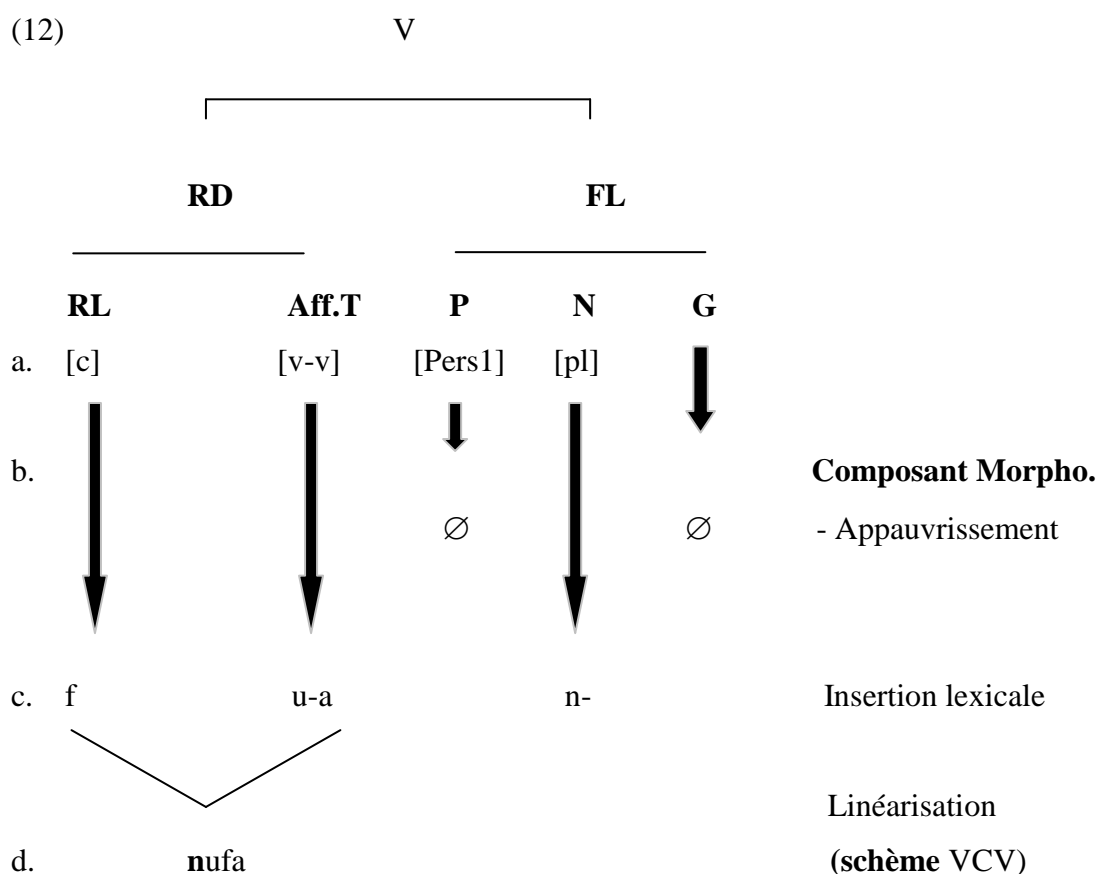 (12) V
RD FL
RL Aff.T P N G
a. [c] [v-v] [Pers1] [pl]
b. Composant Morpho.
∅ ∅ - Appauvrissement
c. f u-a n- Insertion lexicale
Linéarisation
d. nufa (schème VCV)